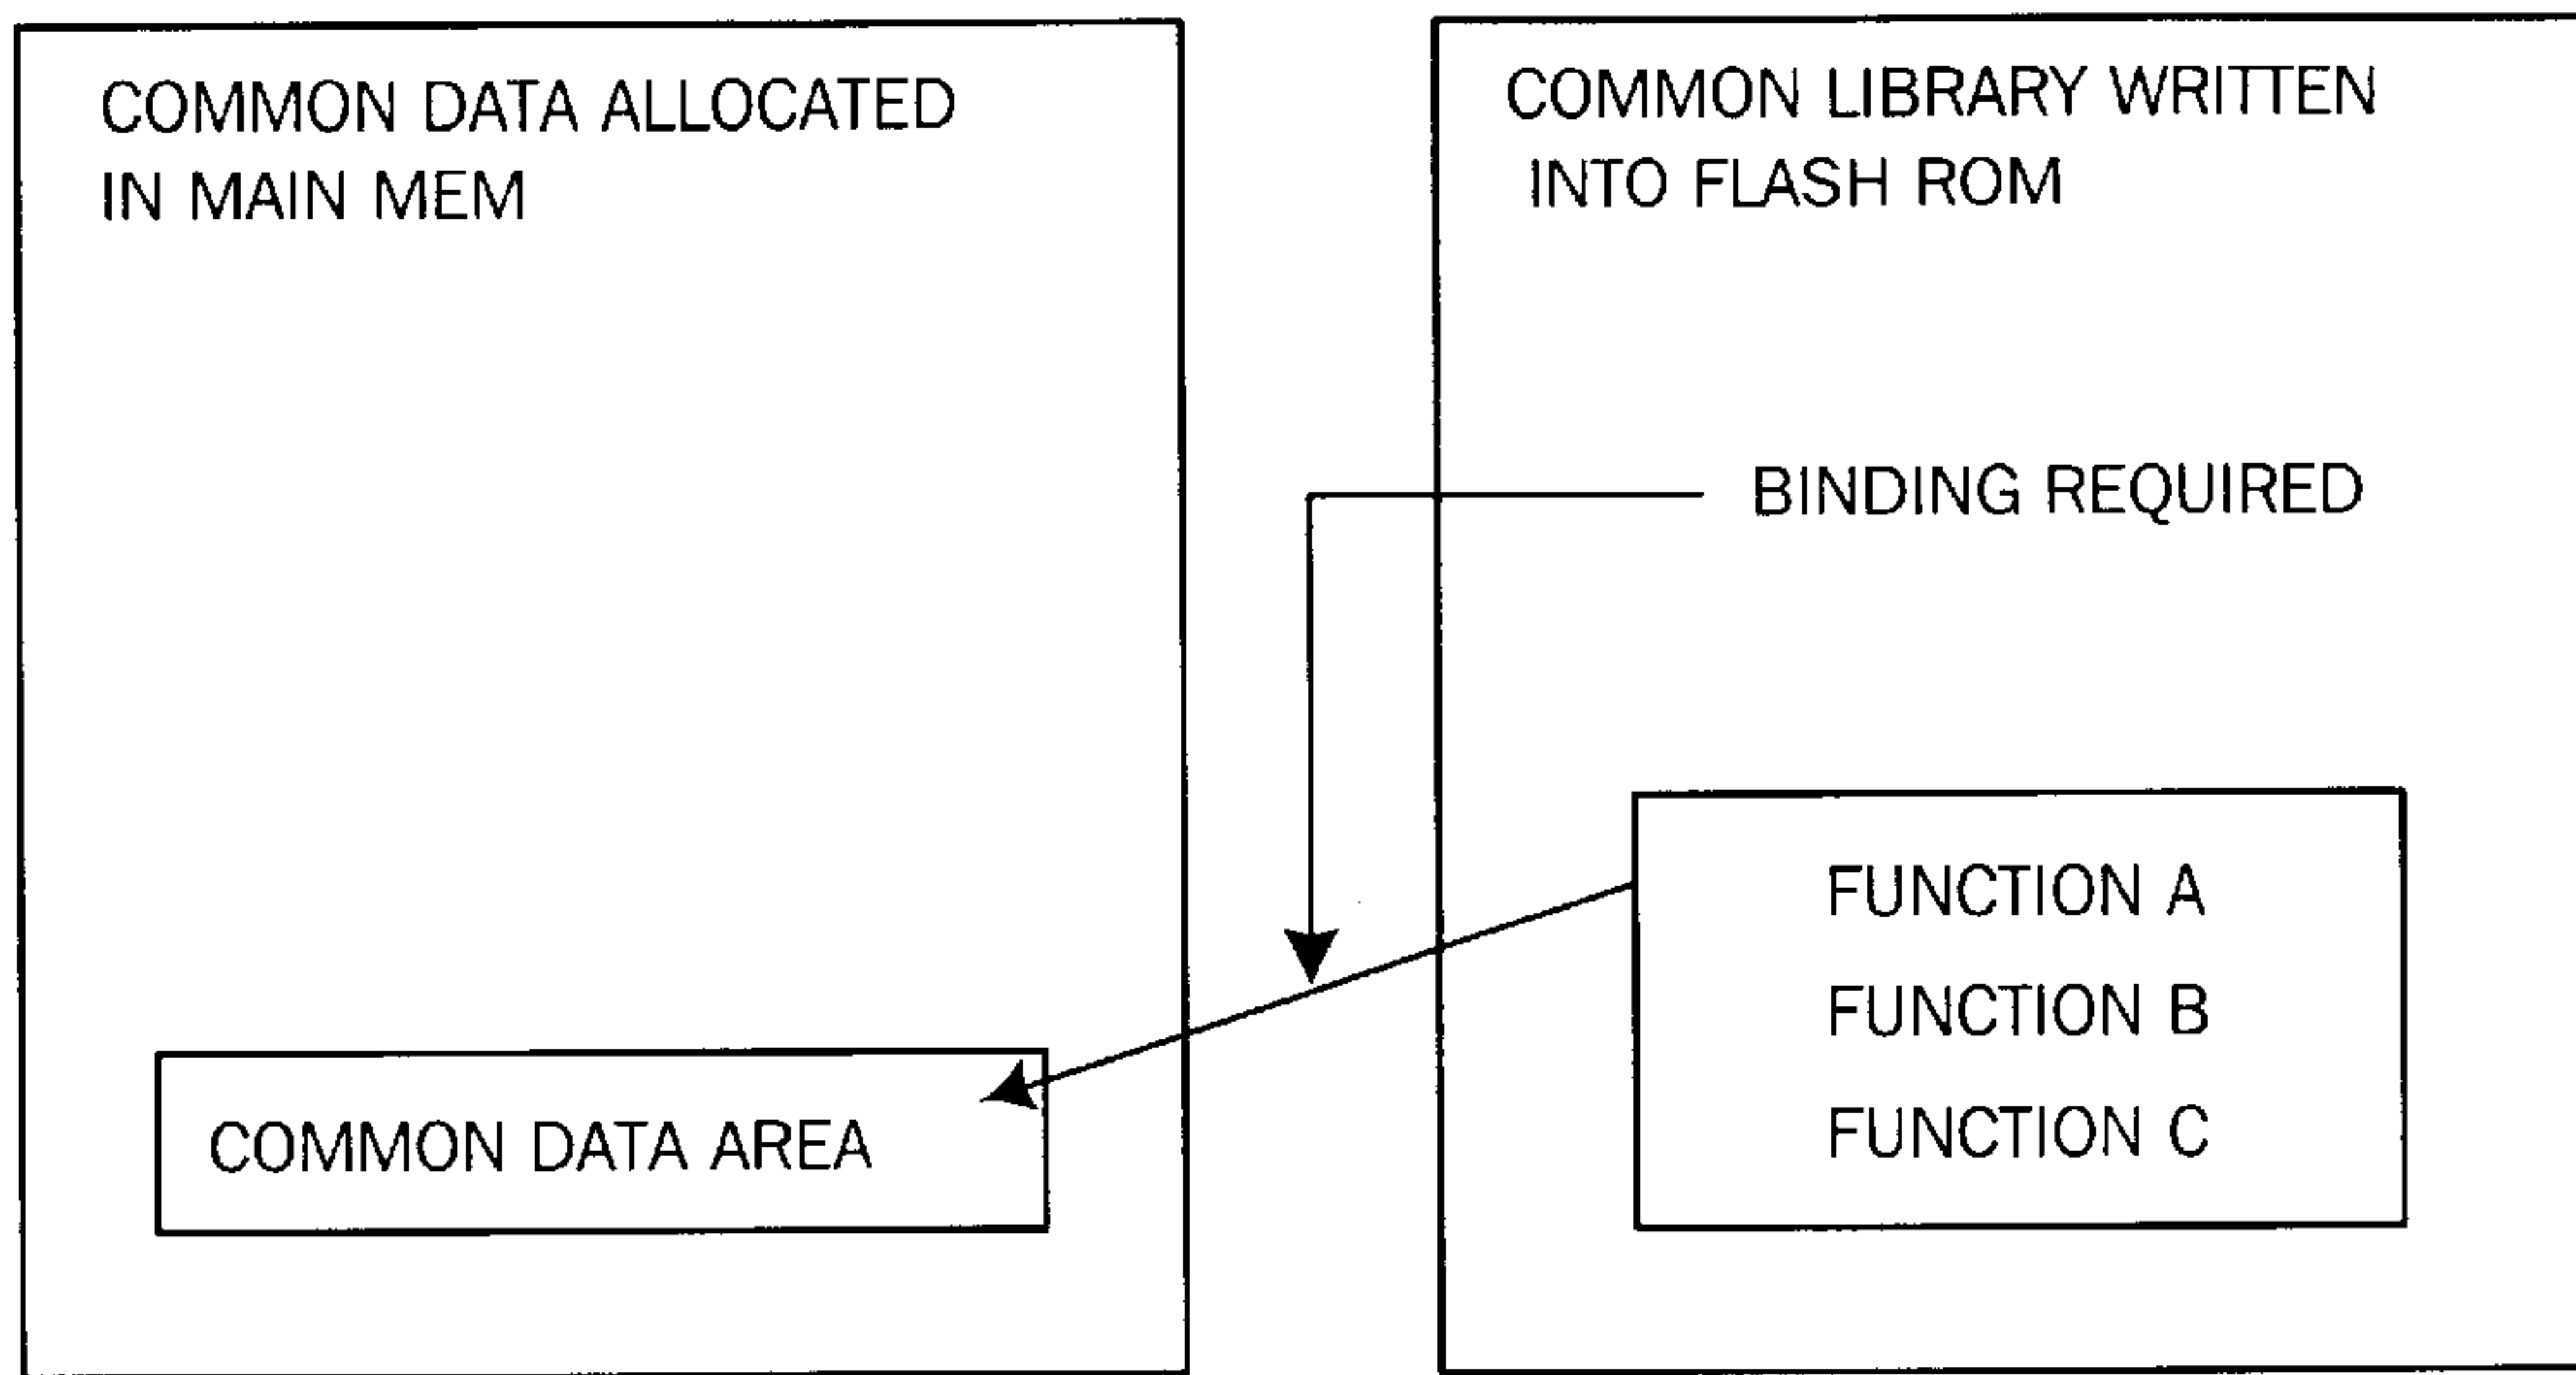 COMMON DATA ALLOCATED
IN MAIN MEM
COMMON DATA AREA
COMMON LIBRARY WRITTEN
INTO FLASH ROM
BINDING REQUIRED
FUNCTION A
FUNCTION B
FUNCTION C